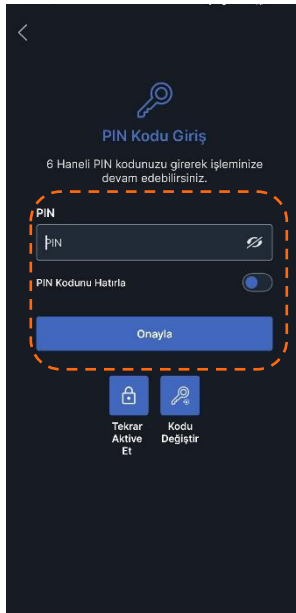 PIN Kodu Giriş
6 Haneli PIN kodunuzu girerek işleminize
devam edebilirsiniz.
PIN
PIN
PIN Kodunu Hatırla
Onayla
Tekrar
Aktive
Et
Kodu
Değiştir